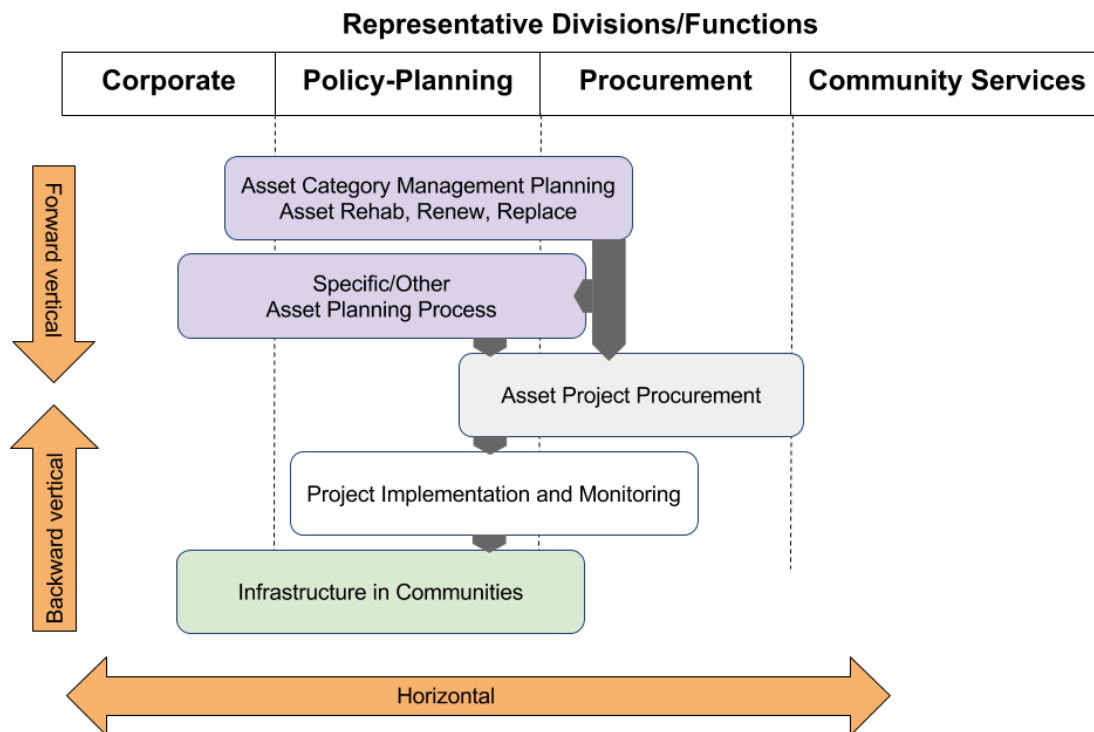 Representative Divisions/Functions
Corporate
Policy-Planning
Procurement
Community Services
Forward vertical
Asset Category Management Planning
Asset Rehab, Renew, Replace
Specific/Other
Asset Planning Process
Asset Project Procurement
Backward vertical
Project Implementation and Monitoring
Infrastructure in Communities
Horizontal